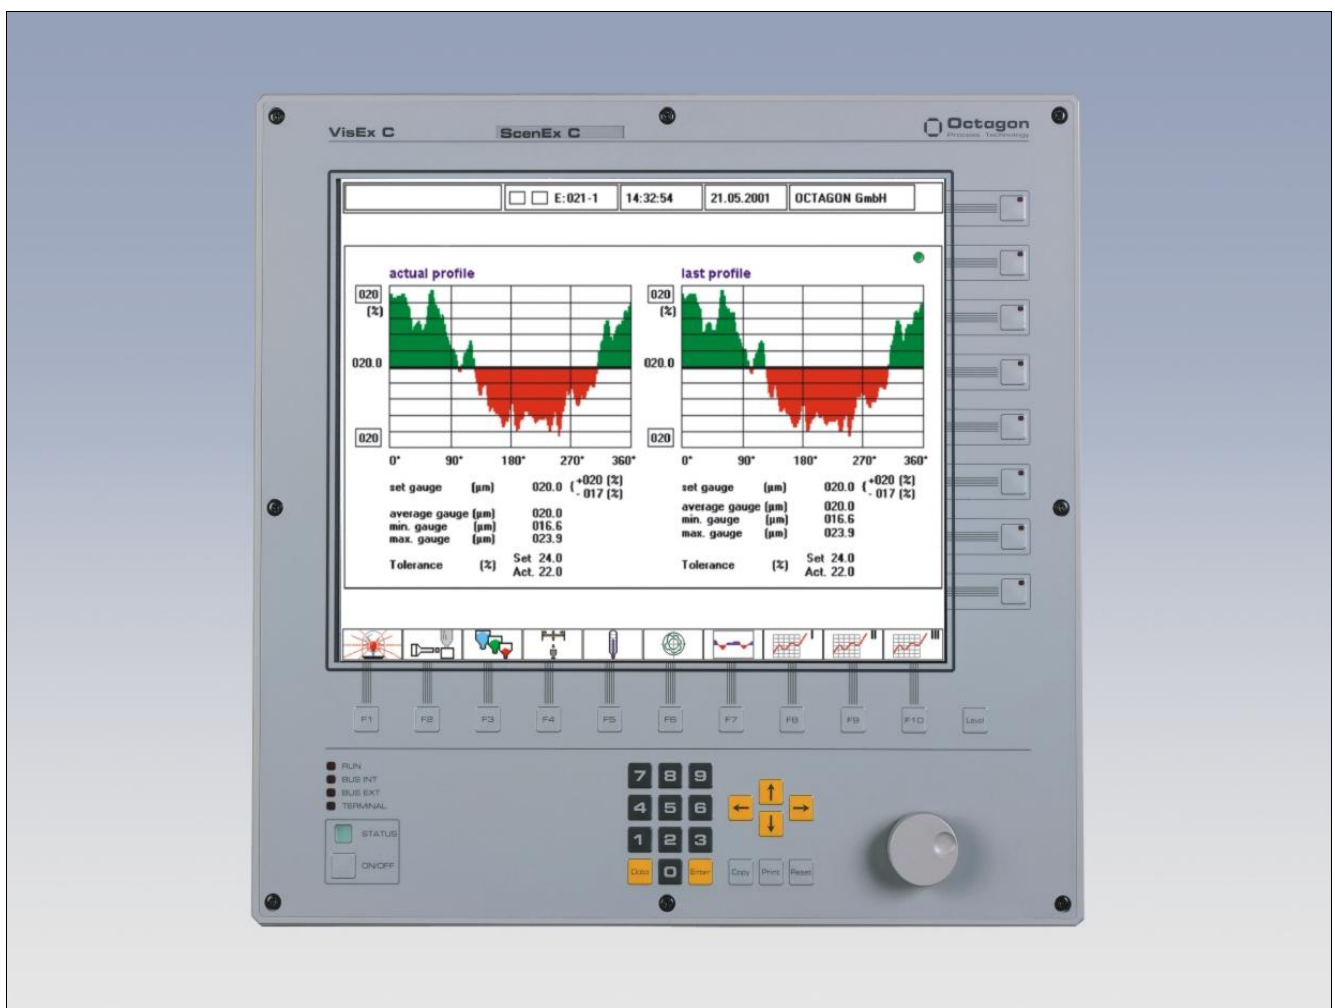 VisEx C ScenEx C Octagon
Process Technology
E:021-1 14:32:54 21.05.2001 OCTAGON GmbH
actual profile last profile
020 020
(%) (%)
020.0 020.0
020 020
0° 90° 180° 270° 360° 0° 90° 180° 270° 360°
set gauge (µm) 020.0 ( +020 (%) set gauge (µm) 020.0 ( +020 (%)
- 017 (%) - 017 (%)
average gauge (µm) 020.0 average gauge (µm) 020.0
min. gauge (µm) 016.6 min. gauge (µm) 016.6
max. gauge (µm) 023.9 max. gauge (µm) 023.9
Tolerance (%) Set 24.0 Tolerance (%) Set 24.0
Act. 22.0 Act. 22.0
I II III
F1 F2 F3 F4 F5 F6 F7 F8 F9 F10 Level
RUN
BUS INT
BUS EXT
TERMINAL
STATUS
ON/OFF
7 8 9
4 5 6
1 2 3
Data 0 Enter Copy Print Reset